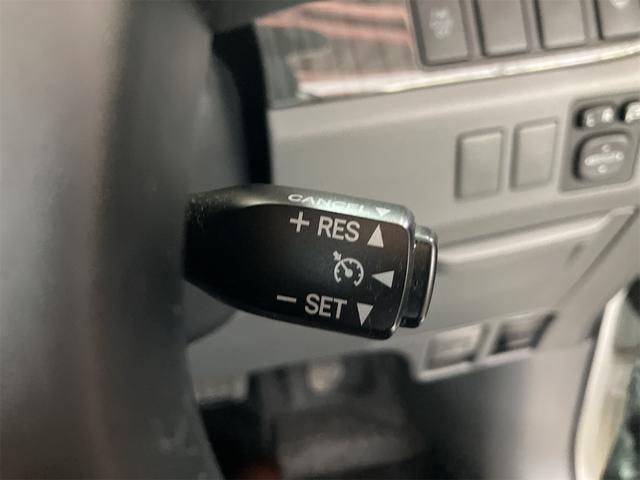 CANCEL ▼
+ RES ▲
◀
− SET ▼
L R